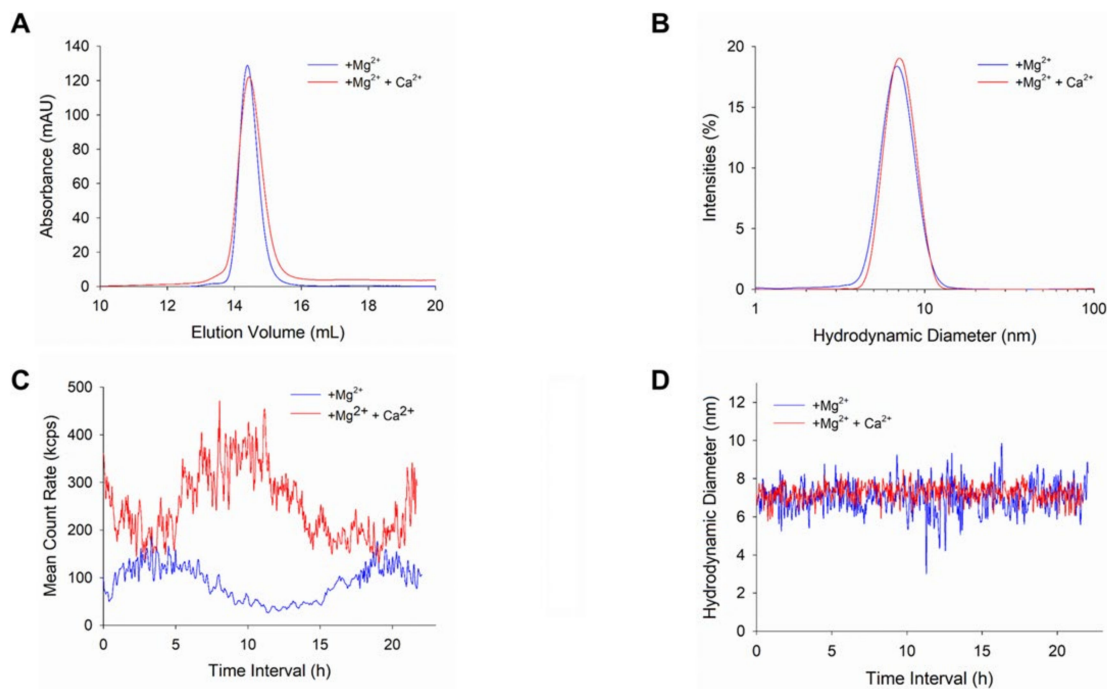 A
140
120
100
80
60
40
20
0
10 12 14 16 18 20
Absorbance (mAU)
Elution Volume (mL)
+Mg²⁺
+Mg²⁺ + Ca²⁺
B
20
15
10
5
0
1 10 100
Intensities (%)
Hydrodynamic Diameter (nm)
+Mg²⁺
+Mg²⁺ + Ca²⁺
C
500
400
300
200
100
0
0 5 10 15 20
Mean Count Rate (kcps)
Time Interval (h)
+Mg²⁺
+Mg²⁺ + Ca²⁺
D
12
10
8
6
4
2
0
0 5 10 15 20
Hydrodynamic Diameter (nm)
Time Interval (h)
+Mg²⁺
+Mg²⁺ + Ca²⁺